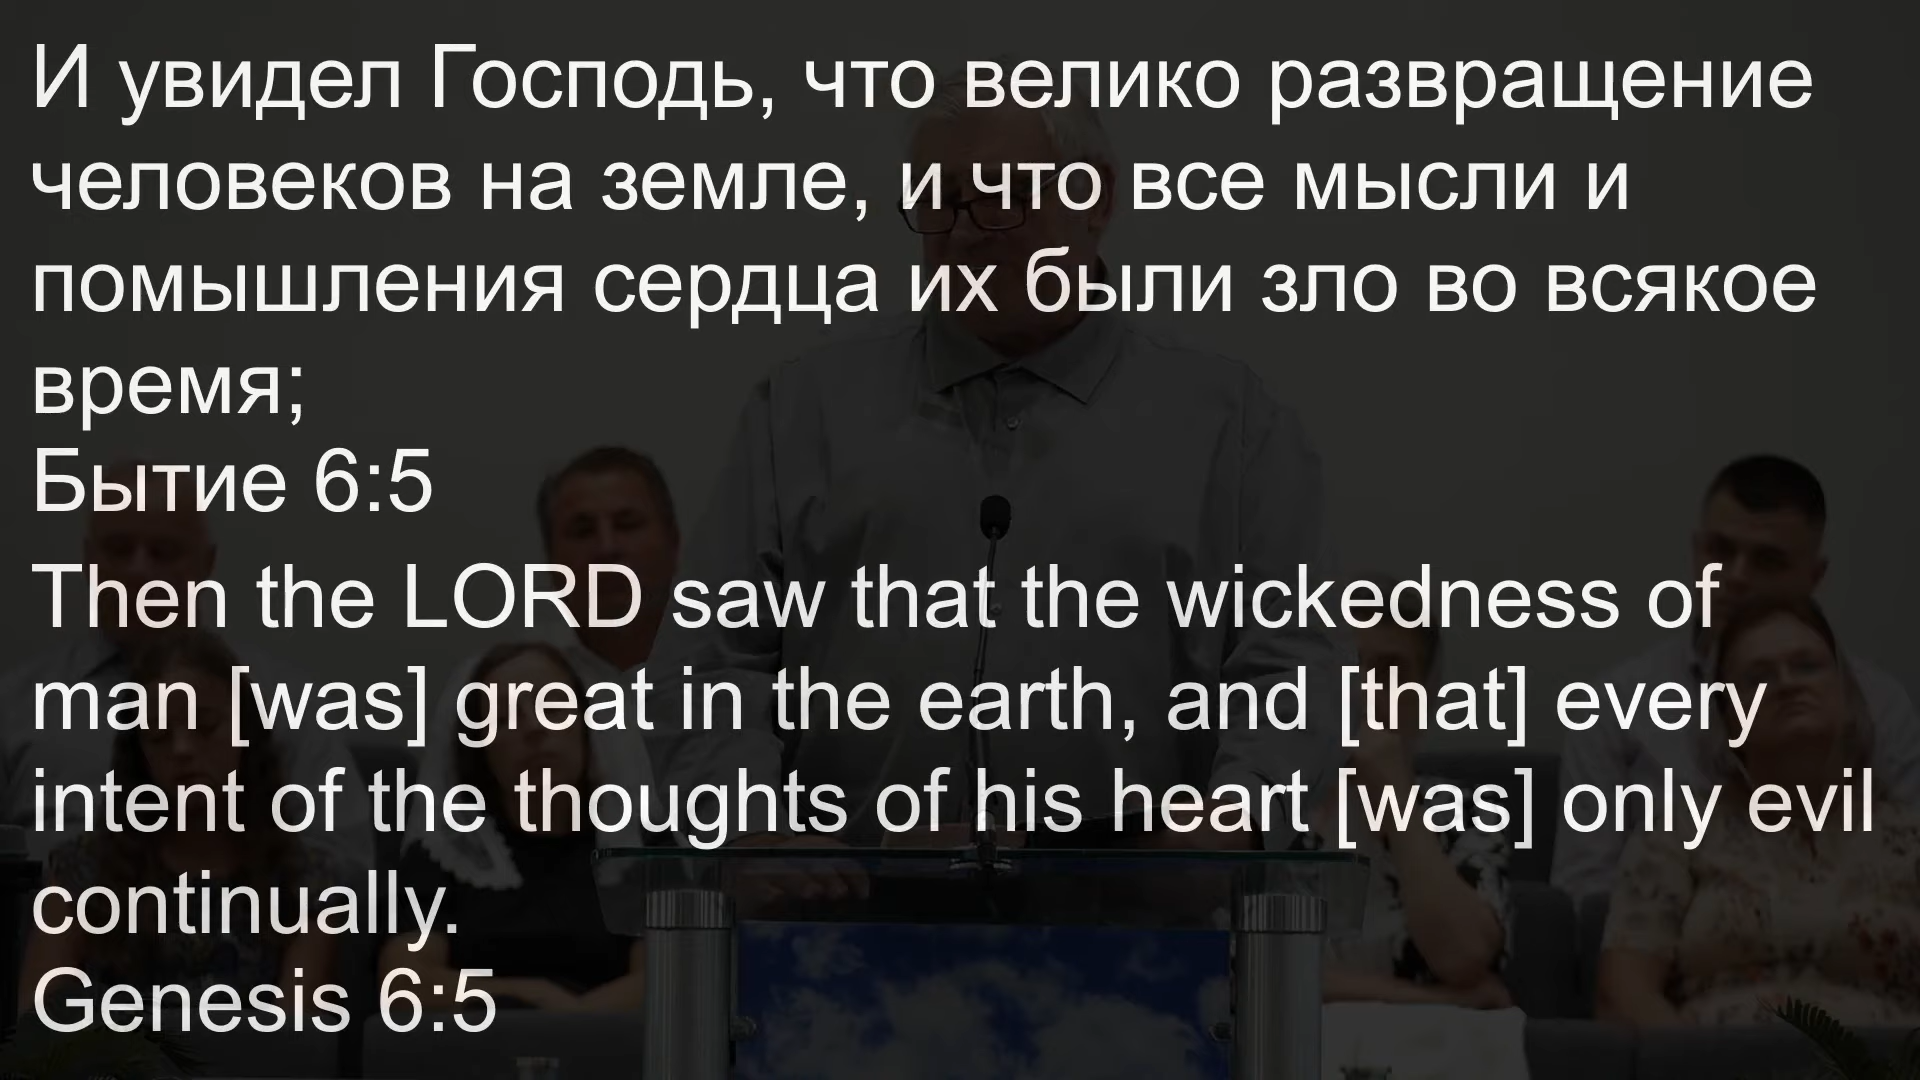 И увидел Господь, что велико развращение
человеков на земле, и что все мысли и
помышления сердца их были зло во всякое
время;
Бытие 6:5
Then the LORD saw that the wickedness of
man [was] great in the earth, and [that] every
intent of the thoughts of his heart [was] only evil
continually.
Genesis 6:5